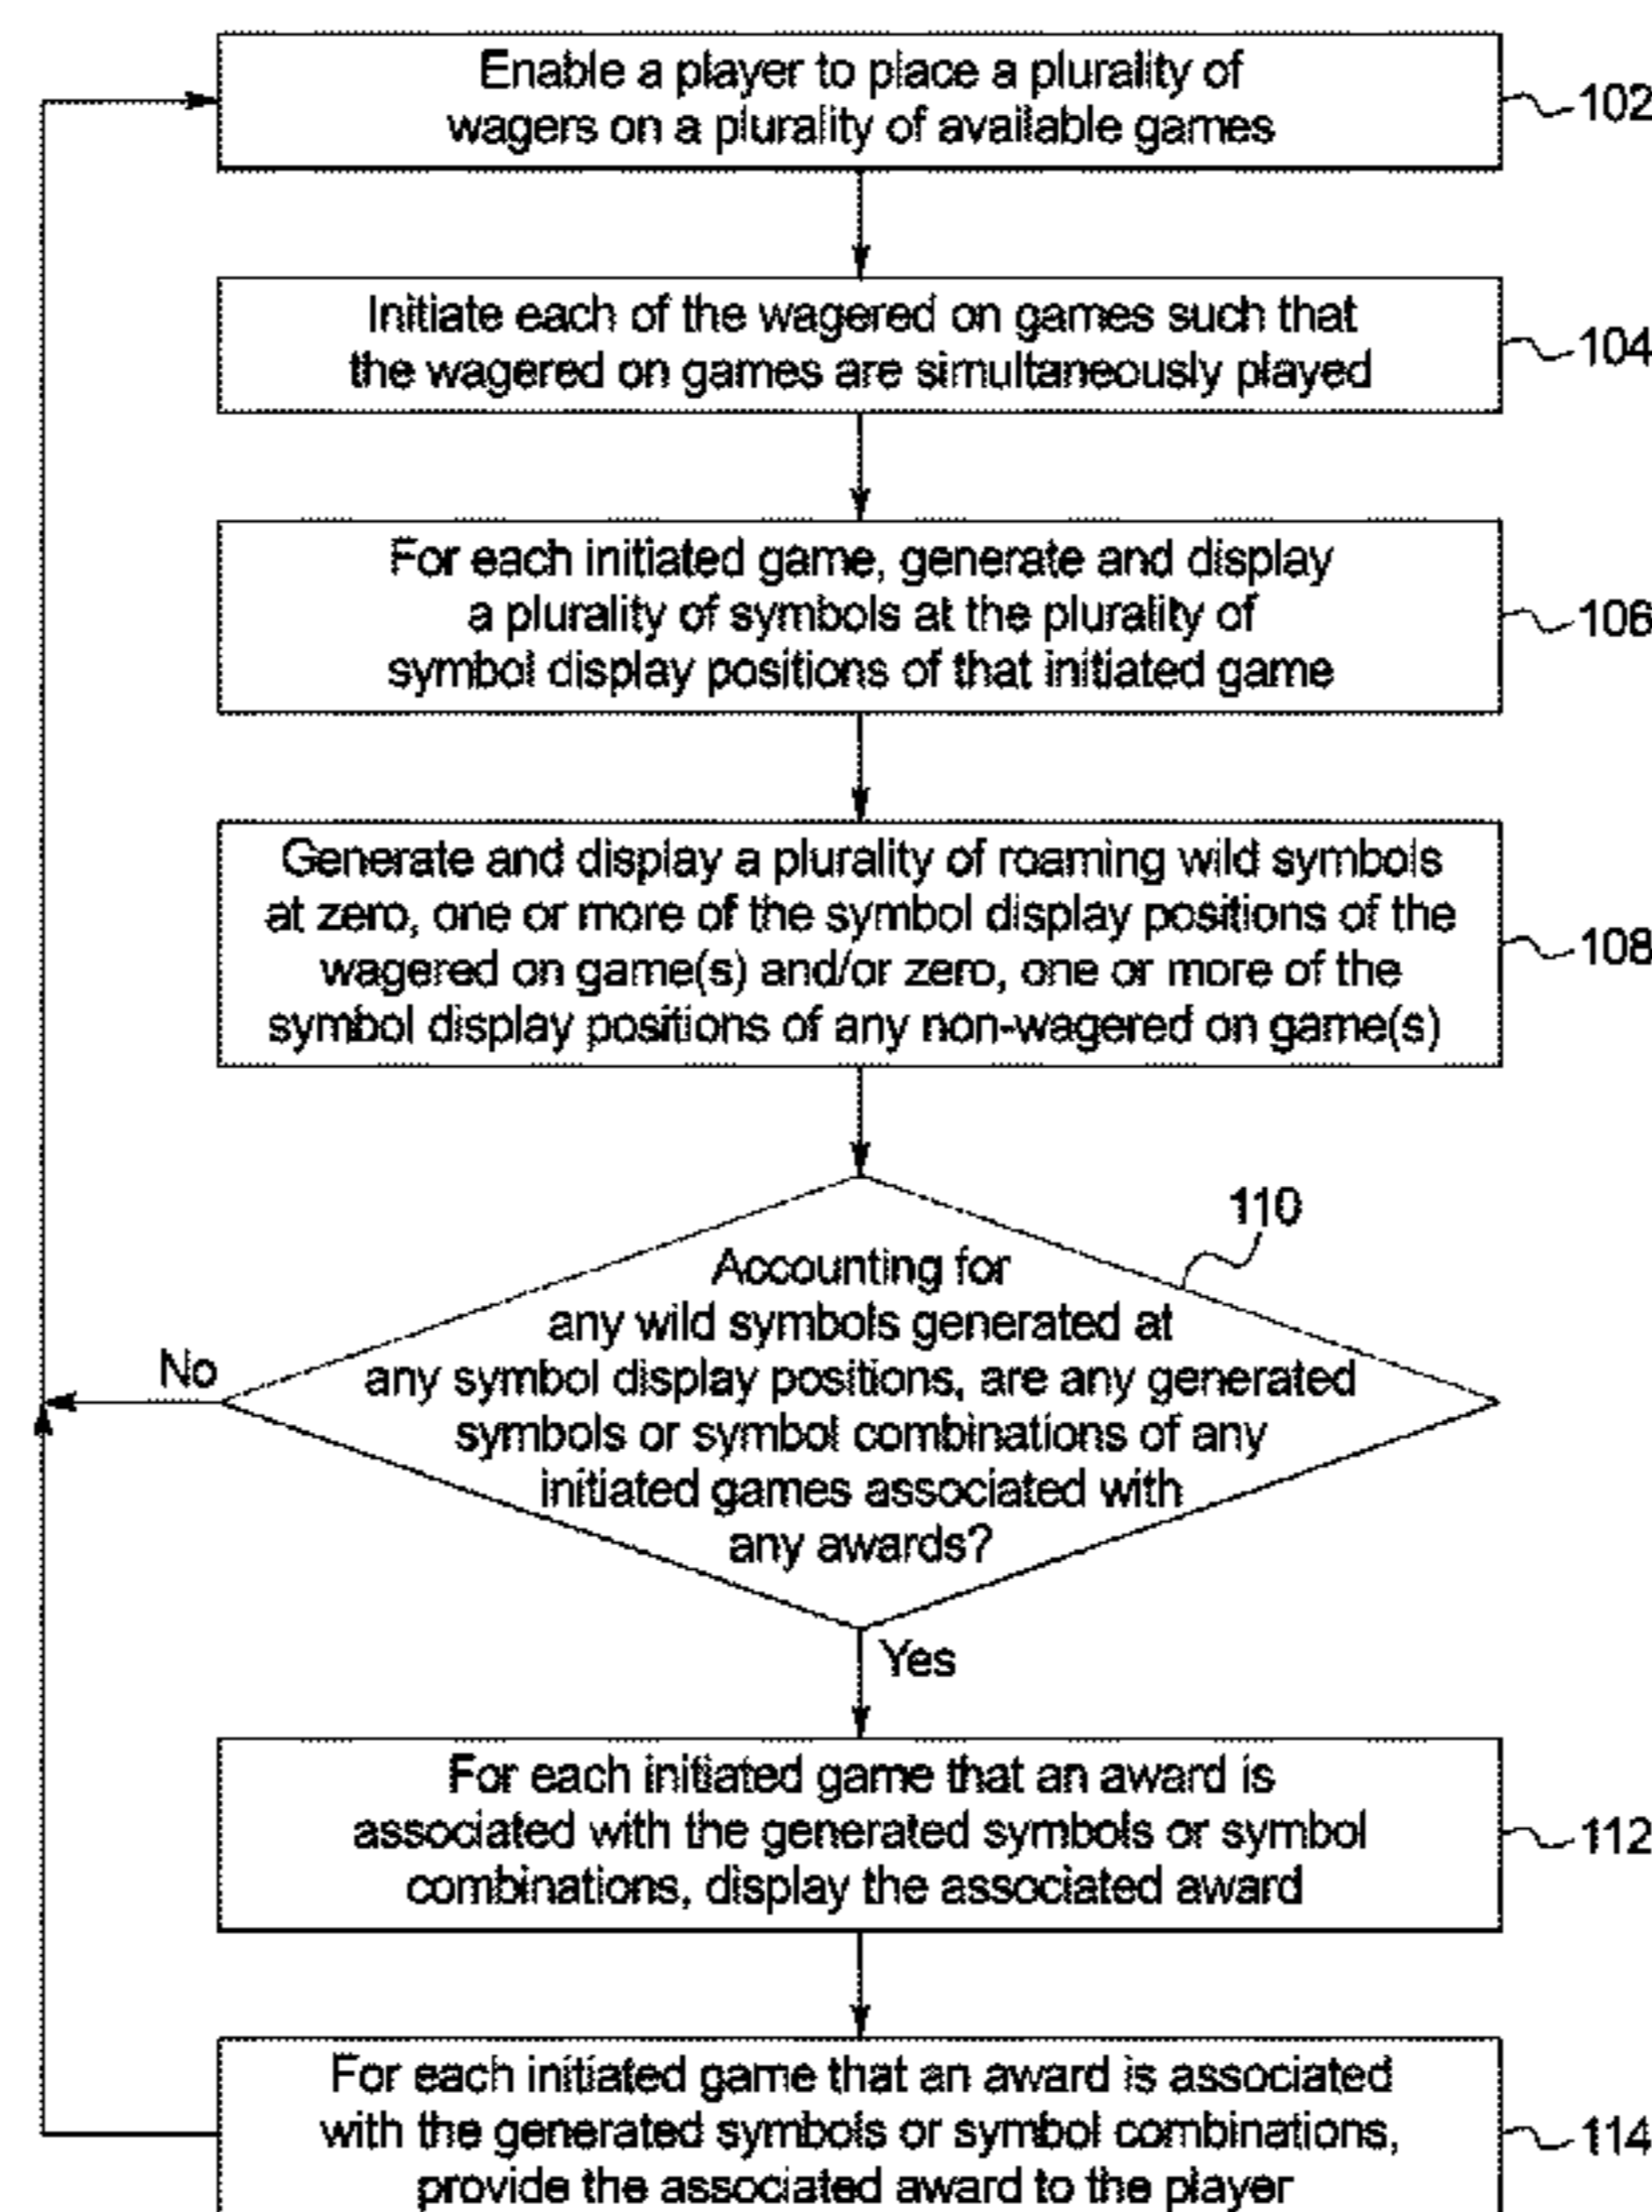 Enable a player to place a plurality of
wagers on a plurality of available games
102
Initiate each of the wagered on games such that
the wagered on games are simultaneously played
104
For each initiated game, generate and display
a plurality of symbols at the plurality of
symbol display positions of that initiated game
106
Generate and display a plurality of roaming wild symbols
at zero, one or more of the symbol display positions of the
wagered on game(s) and/or zero, one or more of the
symbol display positions of any non-wagered on game(s)
108
110
Accounting for
any wild symbols generated at
any symbol display positions, are any generated
symbols or symbol combinations of any
initiated games associated with
any awards?
No
Yes
For each initiated game that an award is
associated with the generated symbols or symbol
combinations, display the associated award
112
For each initiated game that an award is associated
with the generated symbols or symbol combinations,
provide the associated award to the player
114